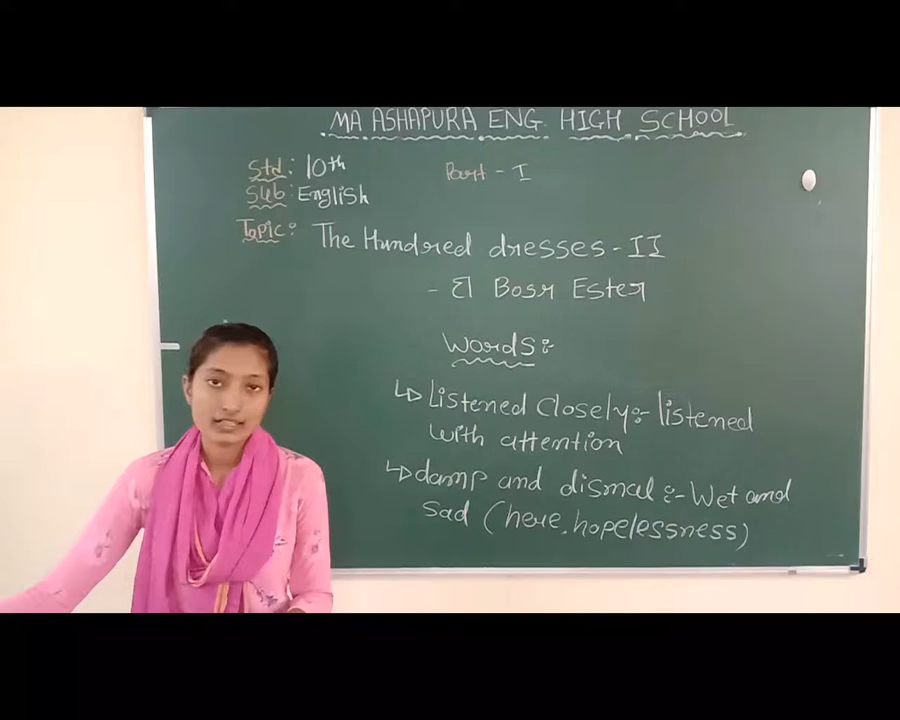 MA ASHAPURA ENG HIGH SCHOOL
Std: 10th
Part - I
Sub: English
Topic: The Hundred dresses - II
- El Bosr Ester
Words :-
Listened Closely :- listened
with attention
damp and dismal :- Wet and
sad (here, hopelessness)